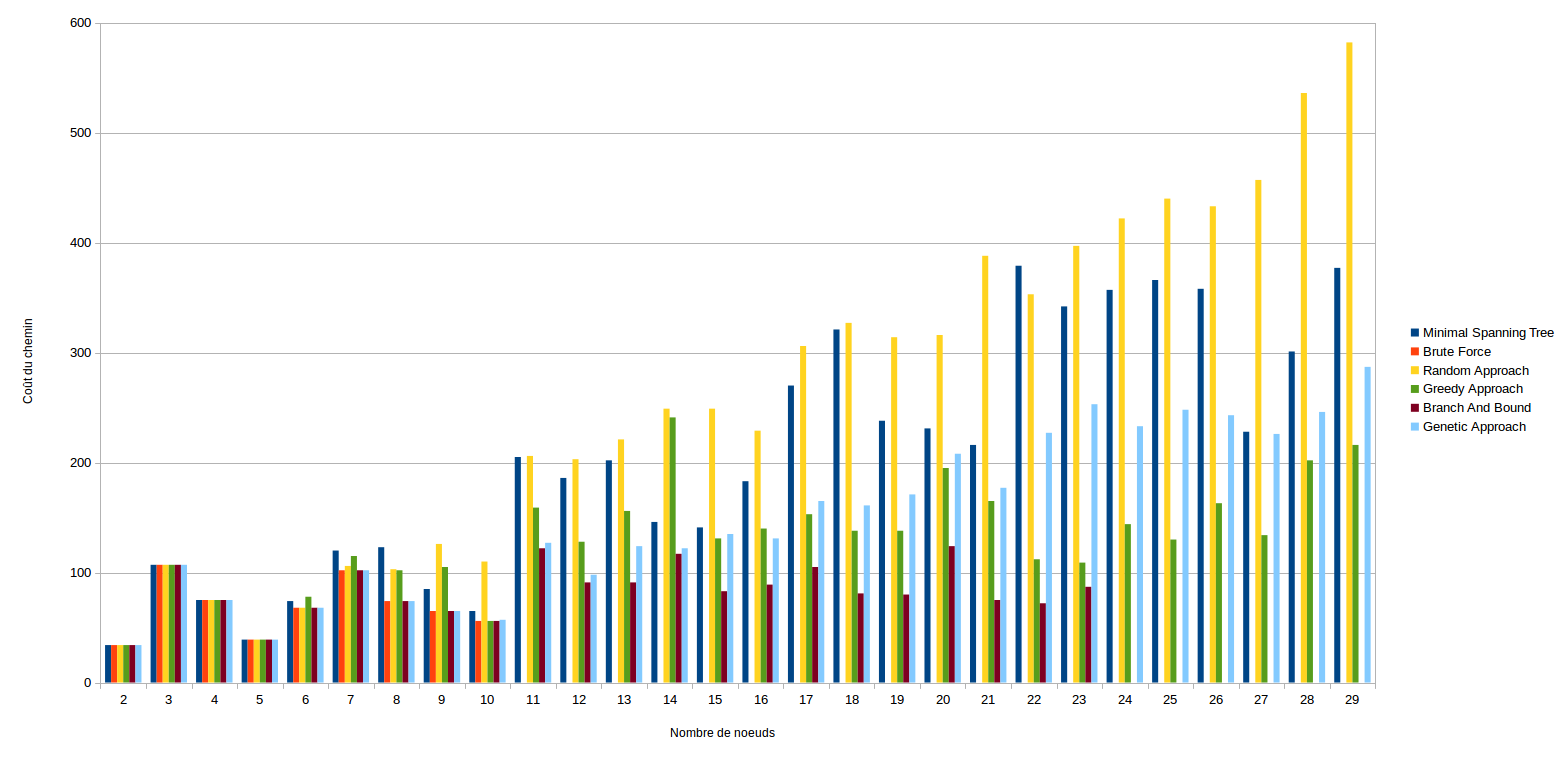 600
500
400
300
200
100
0
Coût du chemin
2 3 4 5 6 7 8 9 10 11 12 13 14 15 16 17 18 19 20 21 22 23 24 25 26 27 28 29
Nombre de noeuds
Minimal Spanning Tree
Brute Force
Random Approach
Greedy Approach
Branch And Bound
Genetic Approach